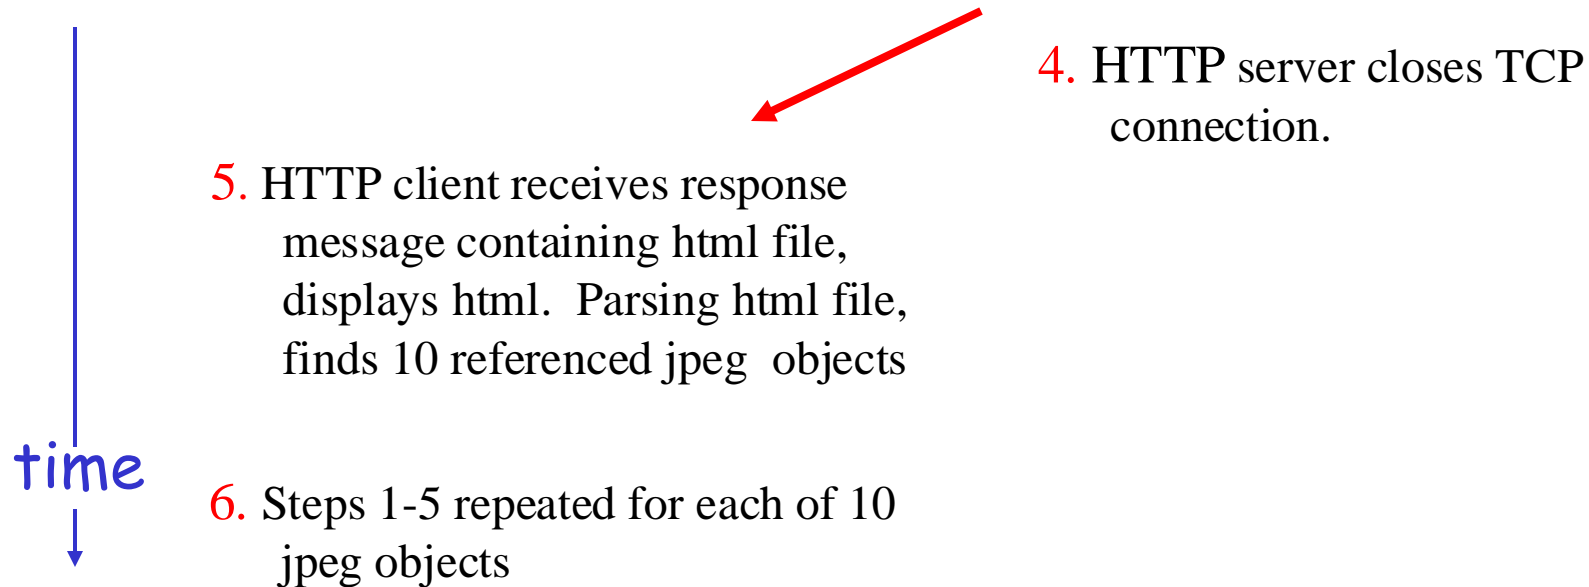 4. HTTP server closes TCP
connection.
5. HTTP client receives response
message containing html file,
displays html.  Parsing html file,
finds 10 referenced jpeg  objects
time
6. Steps 1-5 repeated for each of 10
jpeg objects